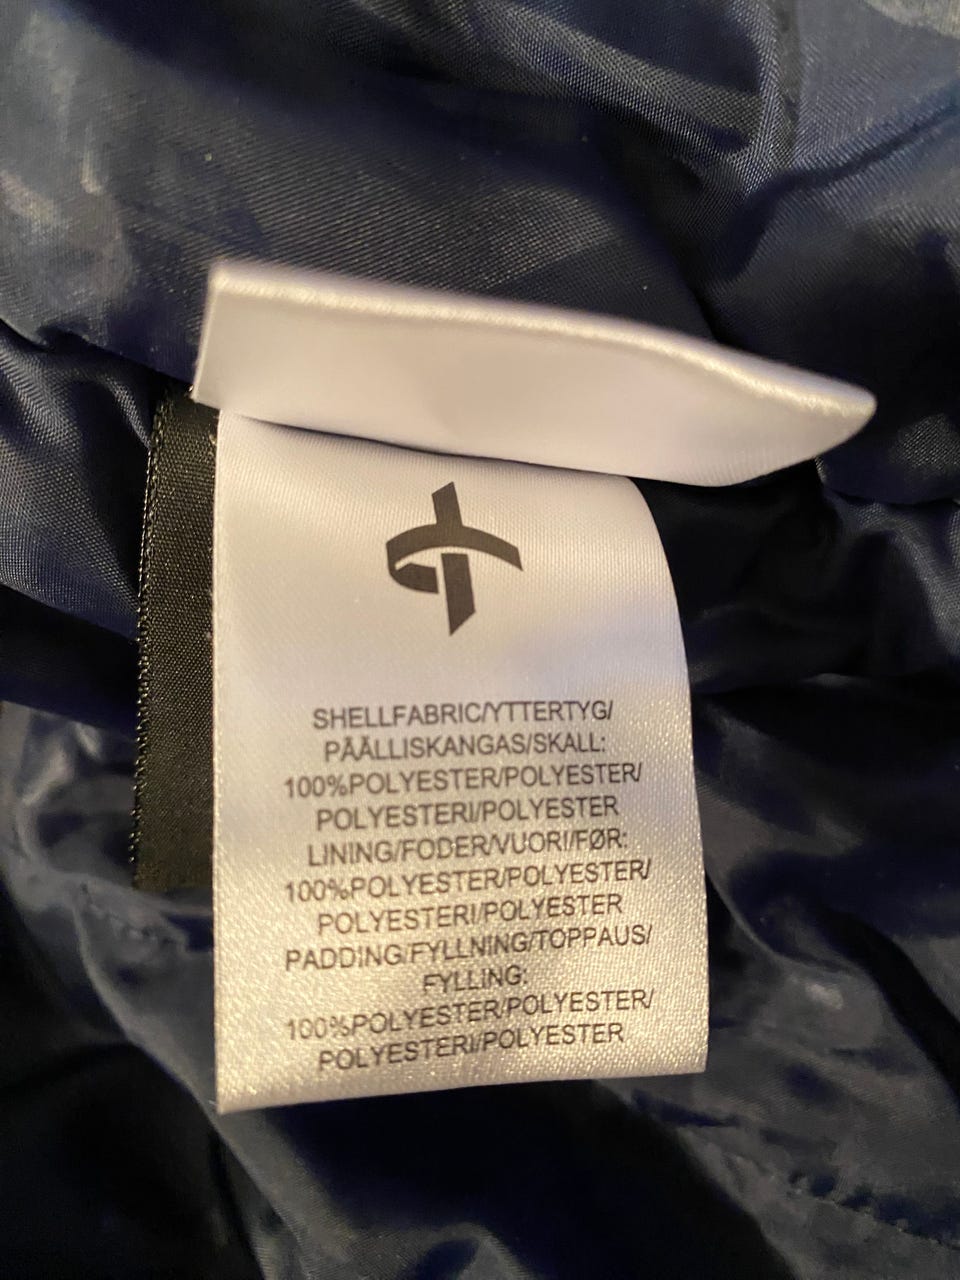 SHELLFABRIC/YTTERTYG/
PÄÄLLISKANGAS/SKALL:
100%POLYESTER/POLYESTER/
POLYESTERI/POLYESTER
LINING/FODER/VUORI/FØR:
100%POLYESTER/POLYESTER/
POLYESTERI/POLYESTER
PADDING/FYLLNING/TOPPAUS/
FYLLING:
100%POLYESTER/POLYESTER/
POLYESTERI/POLYESTER